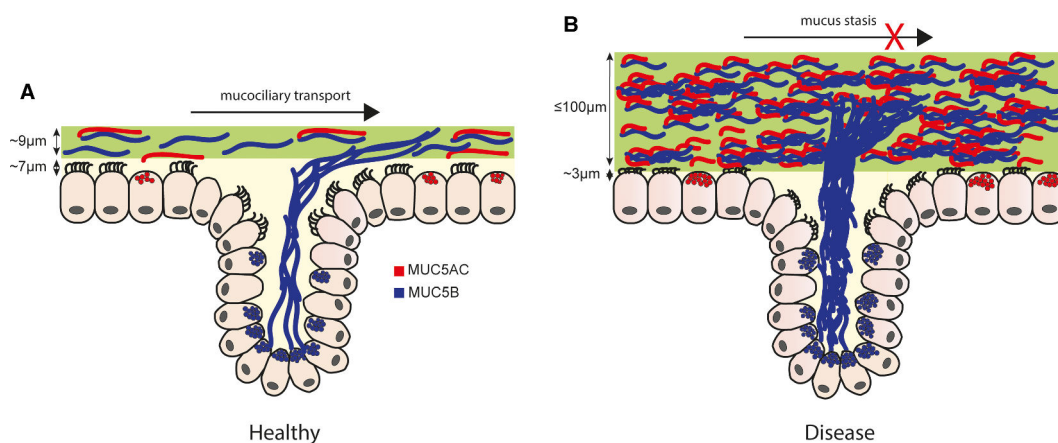 A
mucociliary transport
~9μm
~7μm
MUC5AC
MUC5B
Healthy
B
mucus stasis
X
≤100μm
~3μm
Disease